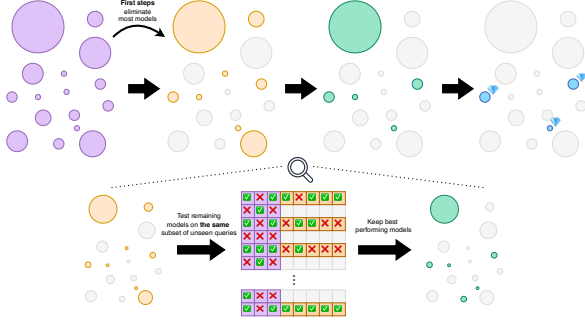 First steps
eliminate
most models
Test remaining
models on the same
subset of unseen queries
Keep best
performing models